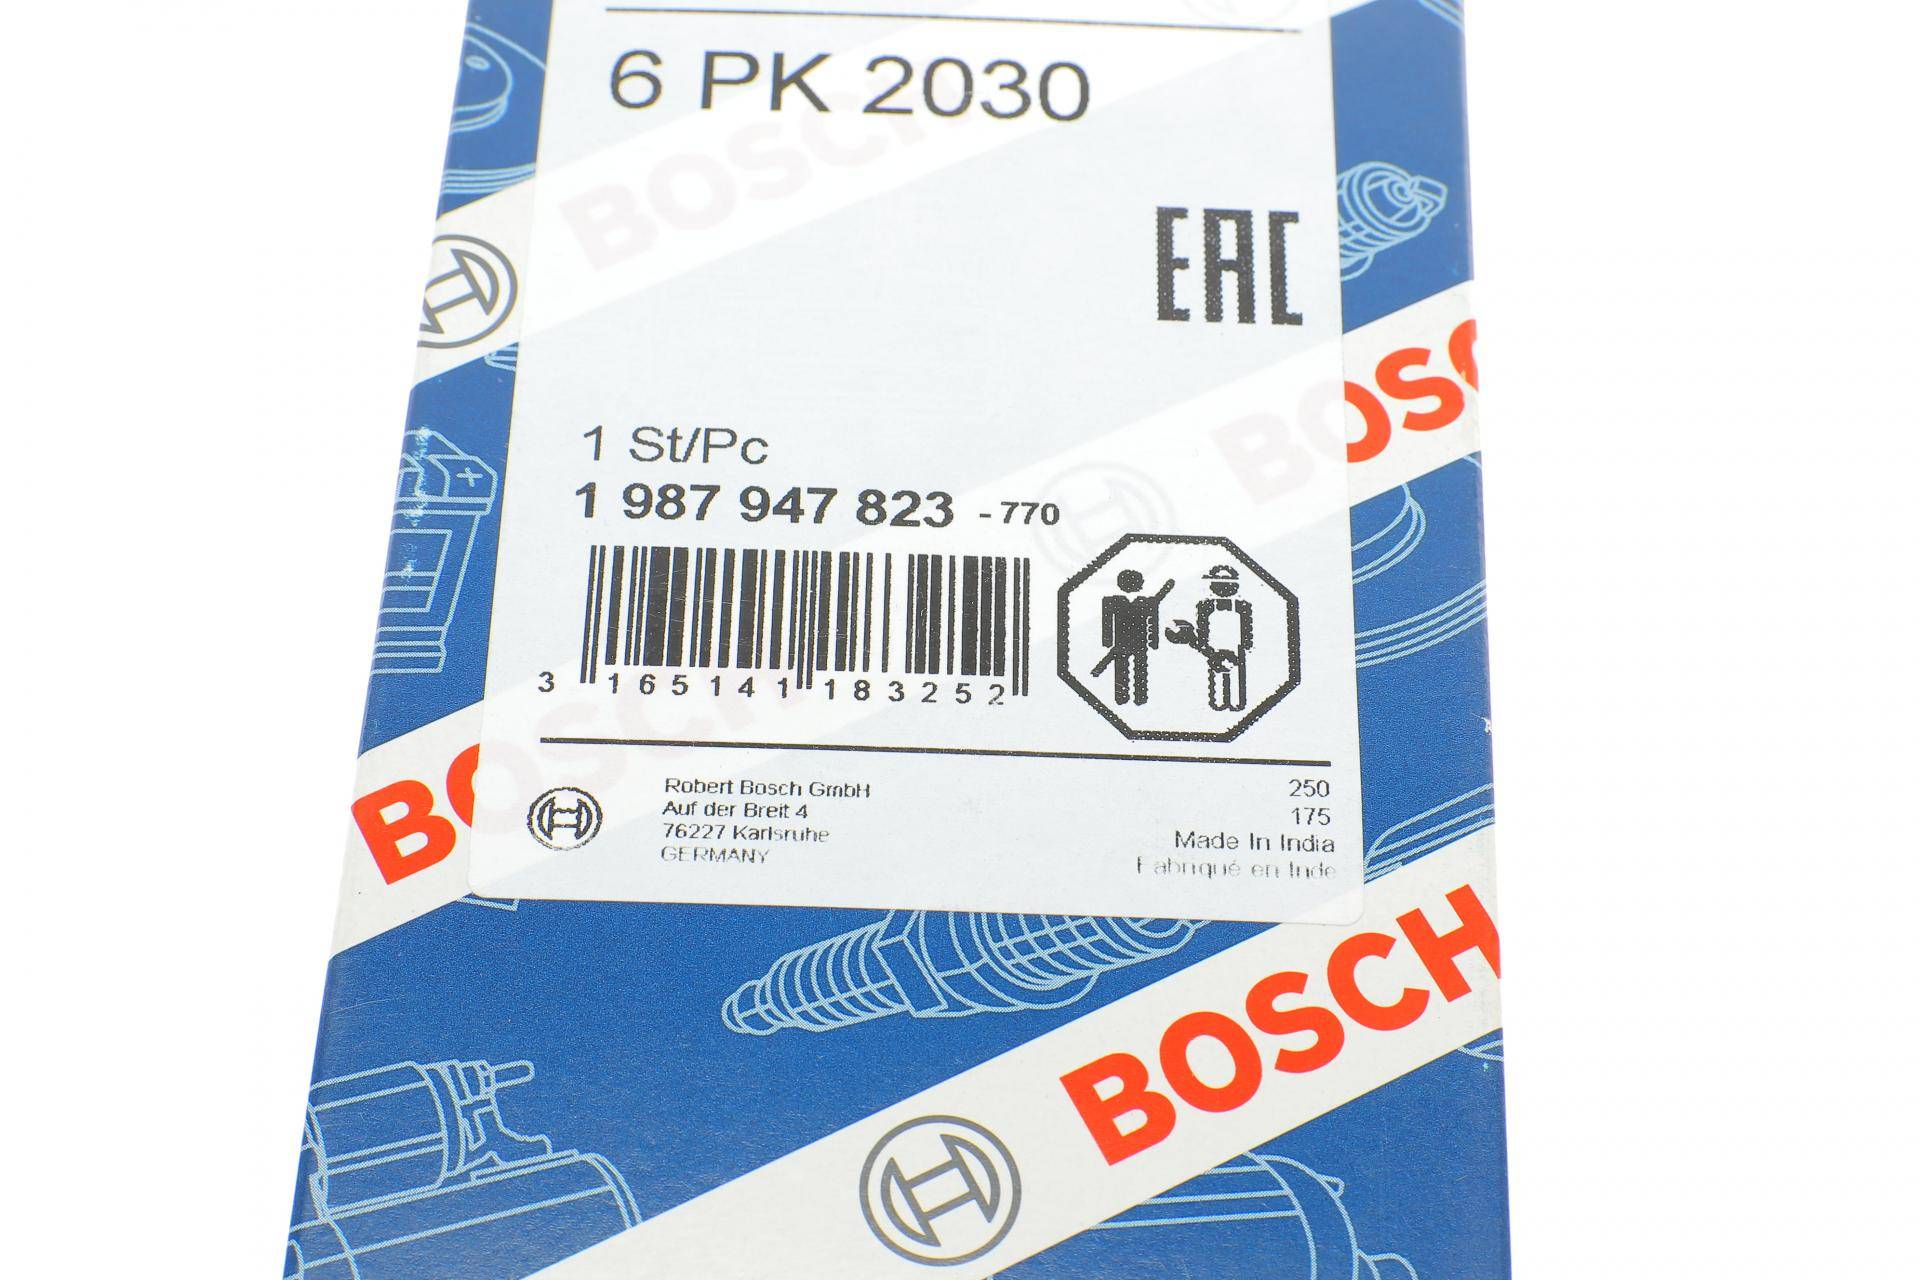 6 PK 2030
BOSCH
EAC
BOSC
1 St/Pc
1 987 947 823 - 770
3 165141 183252
BOSCH
Robert Bosch GmbH
Auf der Breit 4
76227 Karlsruhe
GERMANY
250
175
Made In India
Fabriqué en Inde
BOSCH